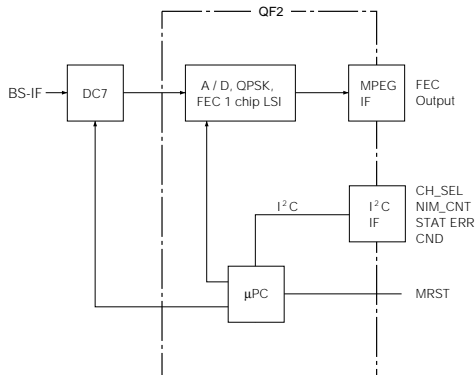 QF2
BS-IF
DC7
A / D, QPSK,
FEC 1 chip LSI
MPEG
IF
FEC
Output
I²C
I²C
IF
CH_SEL
NIM_CNT
STAT ERR
CND
μPC
MRST